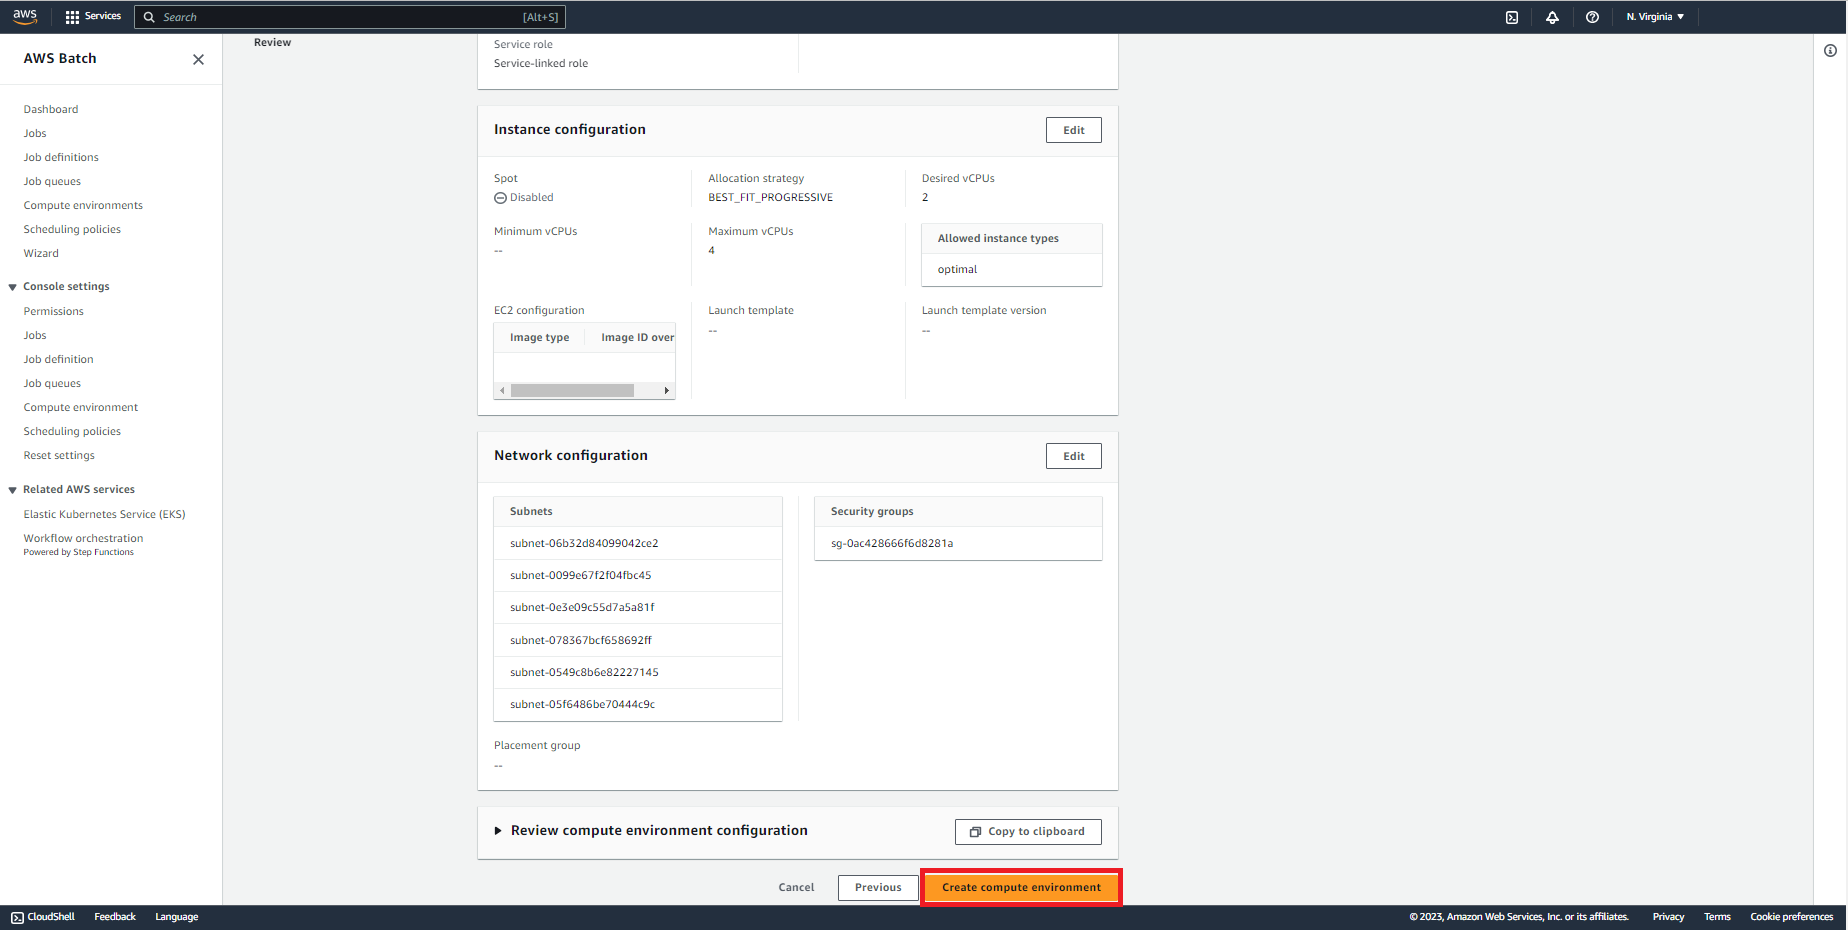 aws
Services
Search
[Alt+S]
N. Virginia
AWS Batch
Dashboard
Jobs
Job definitions
Job queues
Compute environments
Scheduling policies
Wizard
Console settings
Permissions
Jobs
Job definition
Job queues
Compute environment
Scheduling policies
Reset settings
Related AWS services
Elastic Kubernetes Service (EKS)
Workflow orchestration
Powered by Step Functions
Review
Service role
Service-linked role
Instance configuration
Edit
Spot
Disabled
Allocation strategy
BEST_FIT_PROGRESSIVE
Desired vCPUs
2
Minimum vCPUs
--
Maximum vCPUs
4
Allowed instance types
optimal
EC2 configuration
Image type
Image ID over
Launch template
--
Launch template version
--
Network configuration
Edit
Subnets
subnet-06b32d84099042ce2
subnet-0099e67f2f04fbc45
subnet-0e3e09c55d7a5a81f
subnet-078367bcf658692ff
subnet-0549c8b6e82227145
subnet-05f6486be70444c9c
Security groups
sg-0ac428666f6d8281a
Placement group
--
Review compute environment configuration
Copy to clipboard
Cancel
Previous
Create compute environment
CloudShell
Feedback
Language
© 2023, Amazon Web Services, Inc. or its affiliates.
Privacy
Terms
Cookie preferences